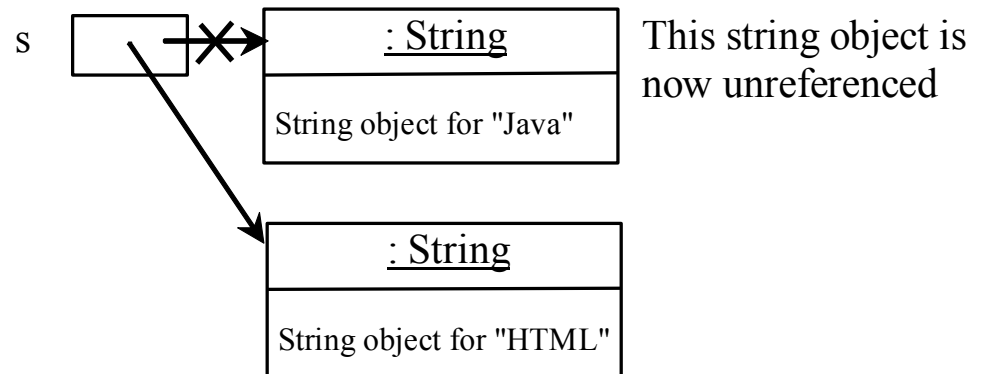 s
: String
This string object is
now unreferenced
String object for "Java"
: String
String object for "HTML"